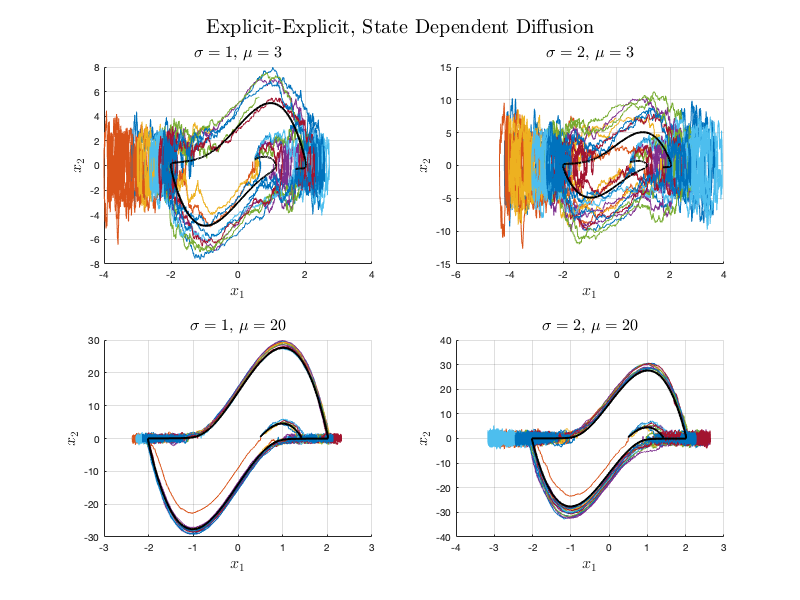 Explicit-Explicit, State Dependent Diffusion
σ = 1, μ = 3
8
6
4
2
0
-2
-4
-6
-8
x₂
-4 -2 0 2 4
x₁
σ = 2, μ = 3
15
10
5
0
-5
-10
-15
x₂
-6 -4 -2 0 2 4
x₁
σ = 1, μ = 20
30
20
10
0
-10
-20
-30
x₂
-3 -2 -1 0 1 2 3
x₁
σ = 2, μ = 20
40
30
20
10
0
-10
-20
-30
-40
x₂
-4 -3 -2 -1 0 1 2 3
x₁